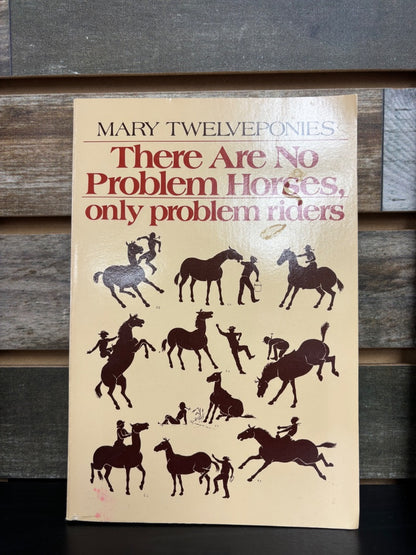 MARY TWELVEPONIES
There Are No
Problem Horses,
only problem riders